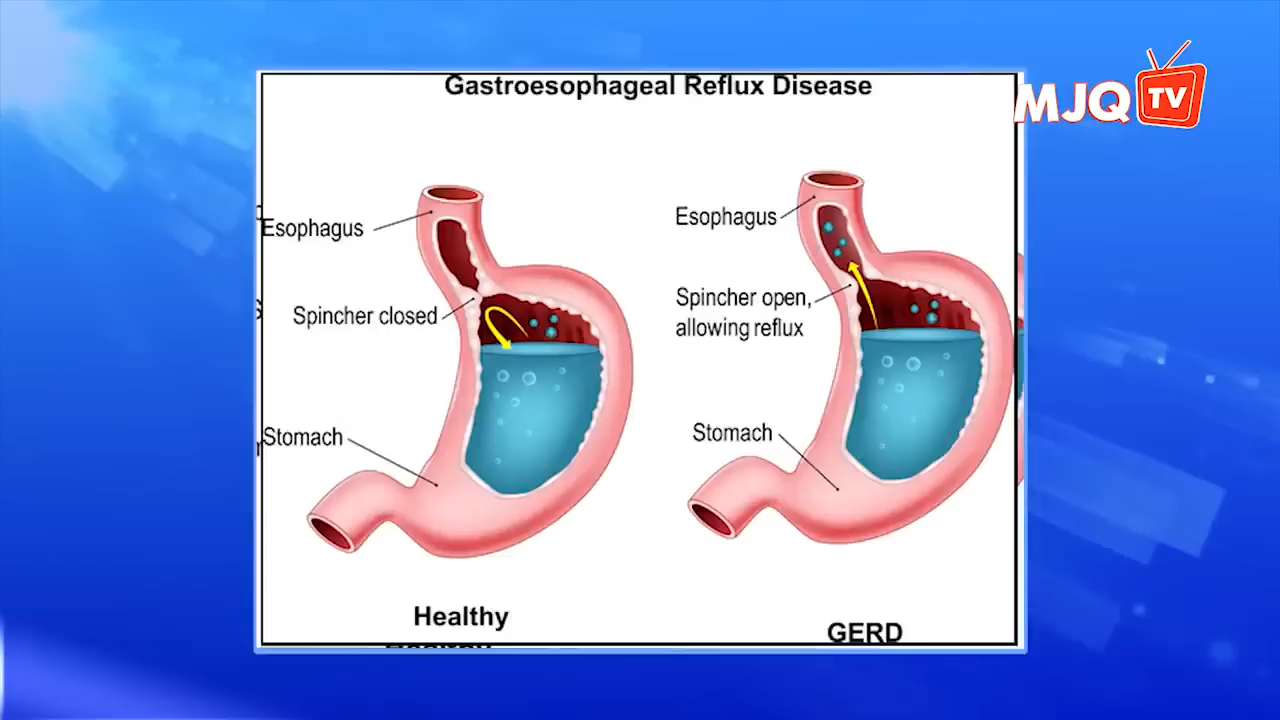 Gastroesophageal Reflux Disease
MJQ TV
Esophagus
Spincher closed
Stomach
Healthy
Esophagus
Spincher open,
allowing reflux
Stomach
GERD